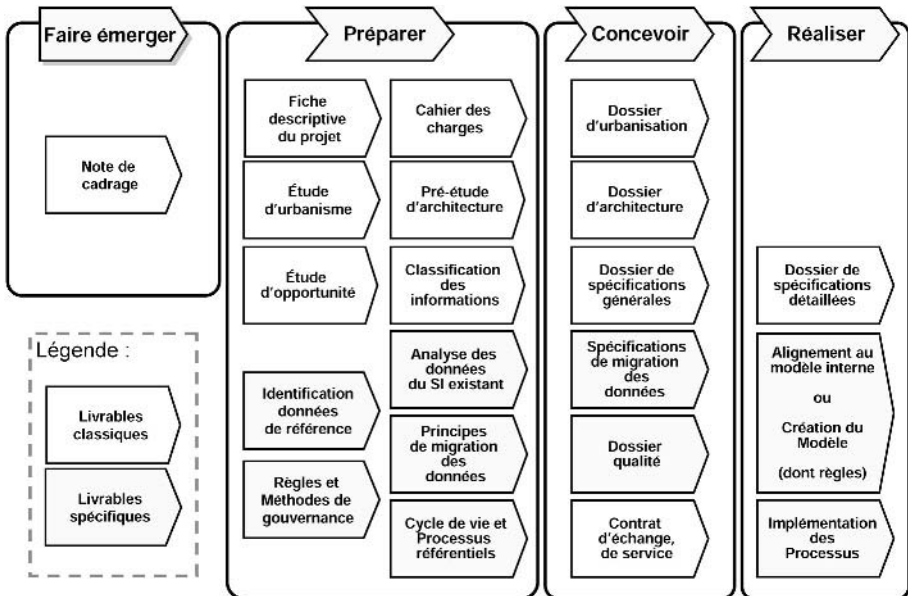 Faire émerger
Note de
cadrage
Légende :
Livrables
classiques
Livrables
spécifiques
Préparer
Fiche
descriptive
du projet
Étude
d'urbanisme
Étude
d'opportunité
Identification
données
de référence
Règles et
Méthodes de
gouvernance
Cahier des
charges
Pré-étude
d'architecture
Classification
des
informations
Analyse des
données
du SI existant
Principes
de migration
des
données
Cycle de vie et
Processus
référentiels
Concevoir
Dossier
d'urbanisation
Dossier
d'architecture
Dossier de
spécifications
générales
Spécifications
de migration
des
données
Dossier
qualité
Contrat
d'échange,
de service
Réaliser
Dossier de
spécifications
détaillées
Alignement au
modèle interne
ou
Création du
Modèle
(dont règles)
Implémentation
des
Processus